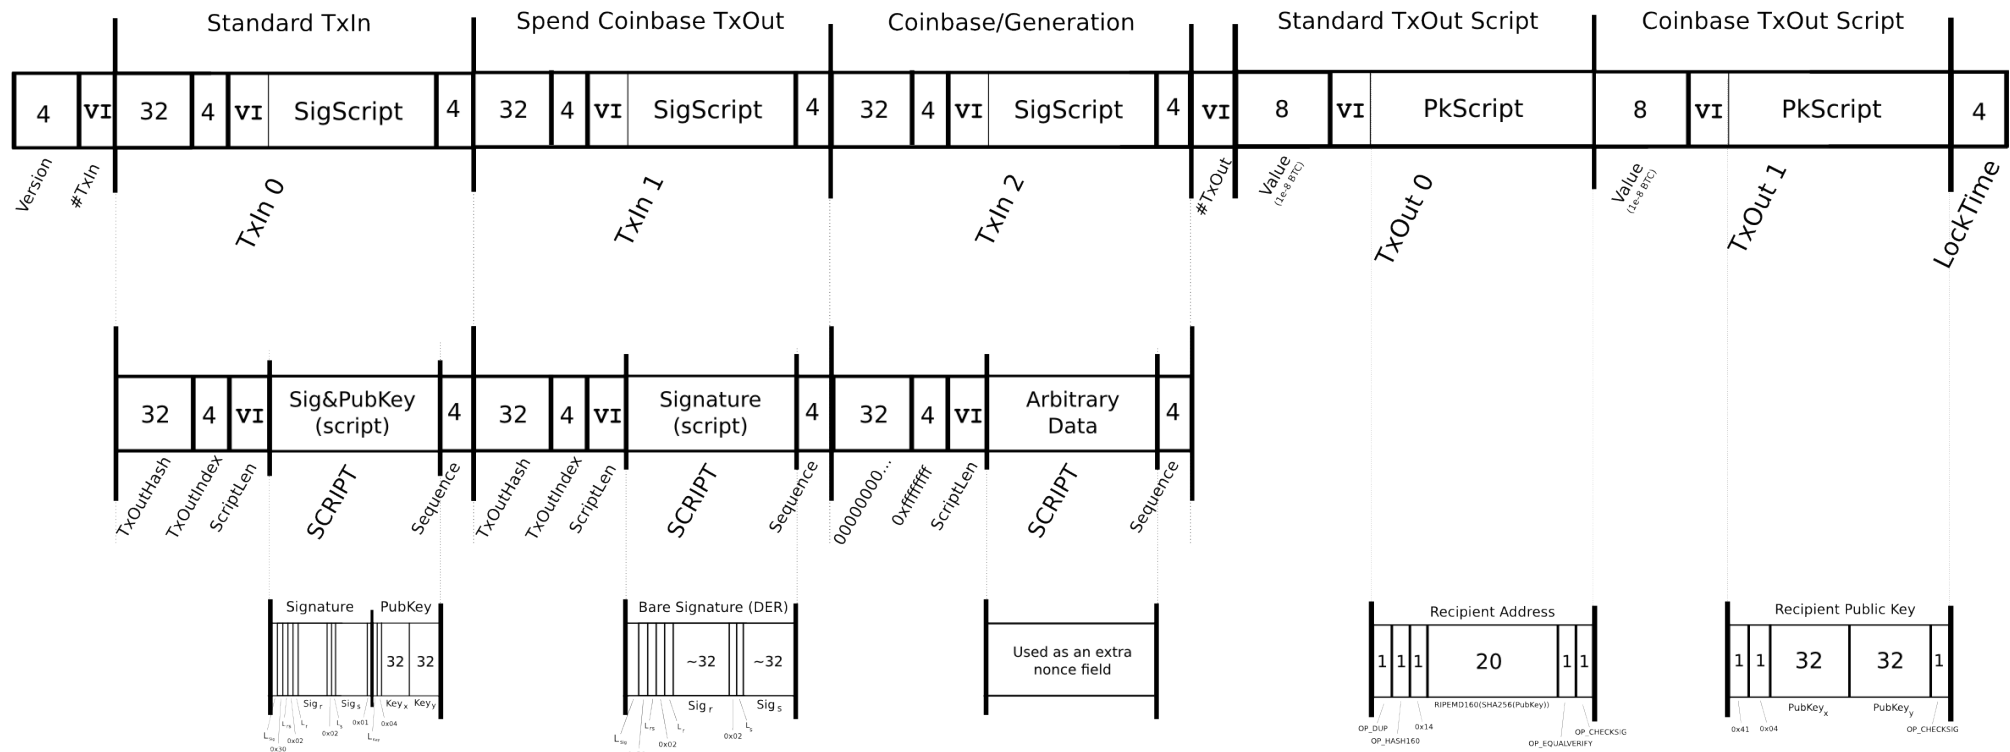 Standard TxIn
Spend Coinbase TxOut
Coinbase/Generation
Standard TxOut Script
Coinbase TxOut Script
4 VI 32 4 VI SigScript 4 32 4 VI SigScript 4 32 4 VI SigScript 4 VI 8 VI PkScript 8 VI PkScript 4
Version
#TxIn
TxIn 0
TxIn 1
TxIn 2
#TxOut
Value
(1e-8 BTC)
TxOut 0
Value
(1e-8 BTC)
TxOut 1
LockTime
32 4 VI
Sig&PubKey
(script)
4
32 4 VI
Signature
(script)
4
32 4 VI
Arbitrary
Data
4
TxOutHash
TxOutIndex
ScriptLen
SCRIPT
Sequence
TxOutHash
TxOutIndex
ScriptLen
SCRIPT
Sequence
00000000...
0xffffffff
ScriptLen
SCRIPT
Sequence
Signature
PubKey
32 32
Sig r
Sig s
Key x
Key y
L rs
L r
L s
0x01
0x04
0x02
0x02
0x30
Bare Signature (DER)
~32 ~32
Sig r
Sig s
L rs
L r
L s
L sig
0x02
0x02
Used as an extra
nonce field
Recipient Address
1 1 1 20 1 1
RIPEMD160(SHA256(PubKey))
OP_DUP
OP_HASH160
0x14
OP_EQUALVERIFY
OP_CHECKSIG
Recipient Public Key
1 1 32 32 1
PubKey x
PubKey y
0x41
0x04
OP_CHECKSIG